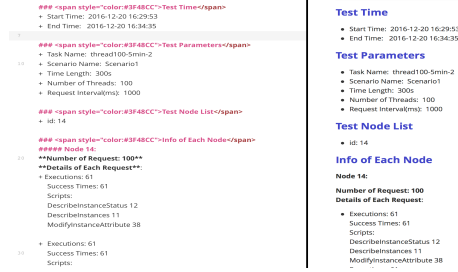 ### <span style="color:#3F48CC">Test Time</span>
+ Start Time: 2016-12-20 16:29:53
+ End Time: 2016-12-20 16:34:35
### <span style="color:#3F48CC">Test Parameters</span>
+ Task Name: thread100-5min-2
+ Scenario Name: Scenario1
+ Time Length: 300s
+ Number of Threads: 100
+ Request Interval(ms): 1000
### <span style="color:#3F48CC">Test Node List</span>
+ id: 14
### <span style="color:#3F48CC">Info of Each Node</span>
##### Node 14:
**Number of Request: 100**
**Details of Each Request**:
+ Executions: 61
Success Times: 61
Scripts:
DescribeInstanceStatus 12
DescribeInstances 11
ModifyInstanceAttribute 38
+ Executions: 61
Success Times: 61
Scripts:
Test Time
• Start Time: 2016-12-20 16:29:53
• End Time: 2016-12-20 16:34:35
Test Parameters
• Task Name: thread100-5min-2
• Scenario Name: Scenario1
• Time Length: 300s
• Number of Threads: 100
• Request Interval(ms): 1000
Test Node List
• id: 14
Info of Each Node
Node 14:
Number of Request: 100
Details of Each Request:
• Executions: 61
Success Times: 61
Scripts:
DescribeInstanceStatus 12
DescribeInstances 11
ModifyInstanceAttribute 38